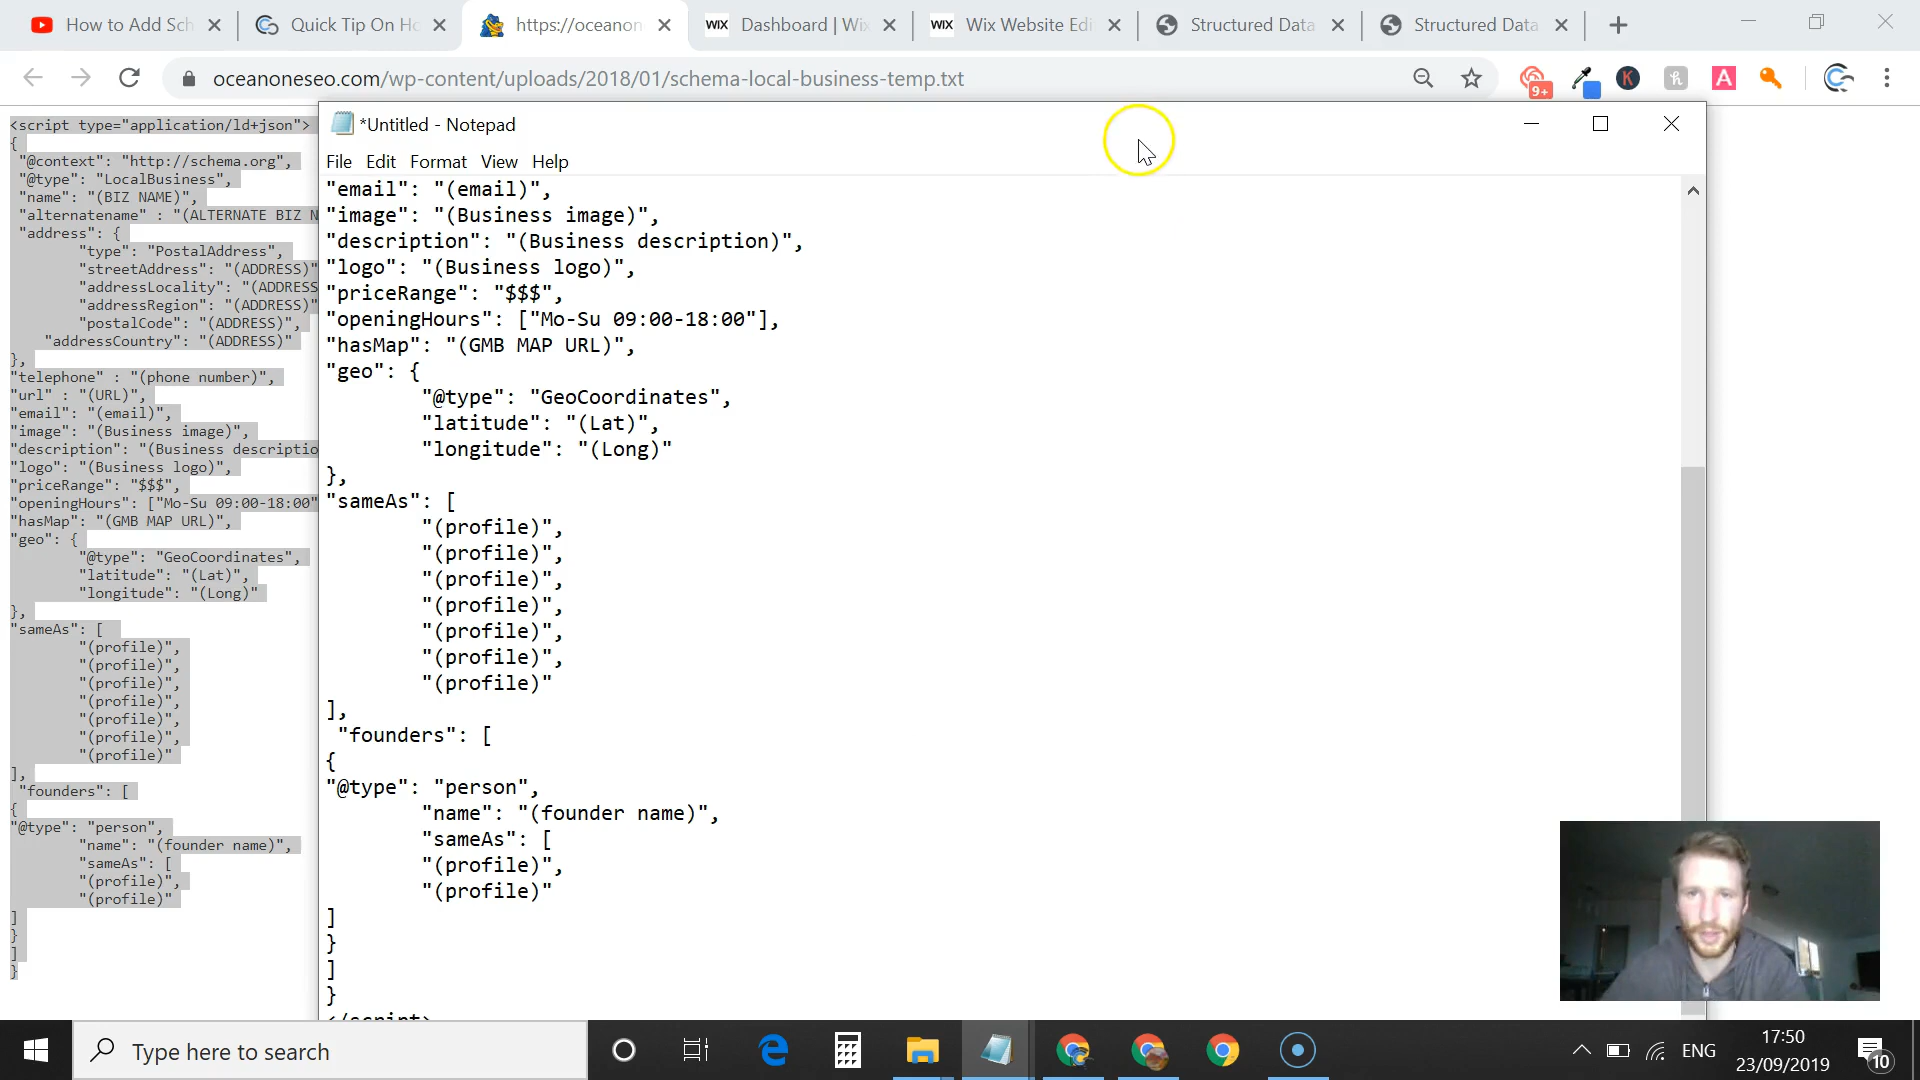 How to Add Sch
Quick Tip On Ho
https://oceanon
WIX Dashboard | Wix
WIX Wix Website Edi
Structured Data
Structured Data
oceanoneseo.com/wp-content/uploads/2018/01/schema-local-business-temp.txt
9+
K
h
A
<script type="application/ld+json">
{
"@context": "http://schema.org",
"@type": "LocalBusiness",
"name": "(BIZ NAME)",
"alternatename" : "(ALTERNATE BIZ N
"address": {
"type": "PostalAddress",
"streetAddress": "(ADDRESS)"
"addressLocality": "(ADDRESS
"addressRegion": "(ADDRESS)"
"postalCode": "(ADDRESS)",
"addressCountry": "(ADDRESS)"
},
"telephone" : "(phone number)",
"url" : "(URL)",
"email": "(email)",
"image": "(Business image)",
"description": "(Business descriptio
"logo": "(Business logo)",
"priceRange": "$$$",
"openingHours": ["Mo-Su 09:00-18:00"
"hasMap": "(GMB MAP URL)",
"geo": {
"@type": "GeoCoordinates",
"latitude": "(Lat)",
"longitude": "(Long)"
},
"sameAs": [
"(profile)",
"(profile)",
"(profile)",
"(profile)",
"(profile)",
"(profile)",
"(profile)"
],
"founders": [
{
"@type": "person",
"name": "(founder name)",
"sameAs": [
"(profile)",
"(profile)"
]
}
]
}
*Untitled - Notepad
File Edit Format View Help
"email": "(email)",
"image": "(Business image)",
"description": "(Business description)",
"logo": "(Business logo)",
"priceRange": "$$$",
"openingHours": ["Mo-Su 09:00-18:00"],
"hasMap": "(GMB MAP URL)",
"geo": {
"@type": "GeoCoordinates",
"latitude": "(Lat)",
"longitude": "(Long)"
},
"sameAs": [
"(profile)",
"(profile)",
"(profile)",
"(profile)",
"(profile)",
"(profile)",
"(profile)"
],
"founders": [
{
"@type": "person",
"name": "(founder name)",
"sameAs": [
"(profile)",
"(profile)"
]
}
]
}
</script>
Type here to search
ENG
17:50
23/09/2019
10